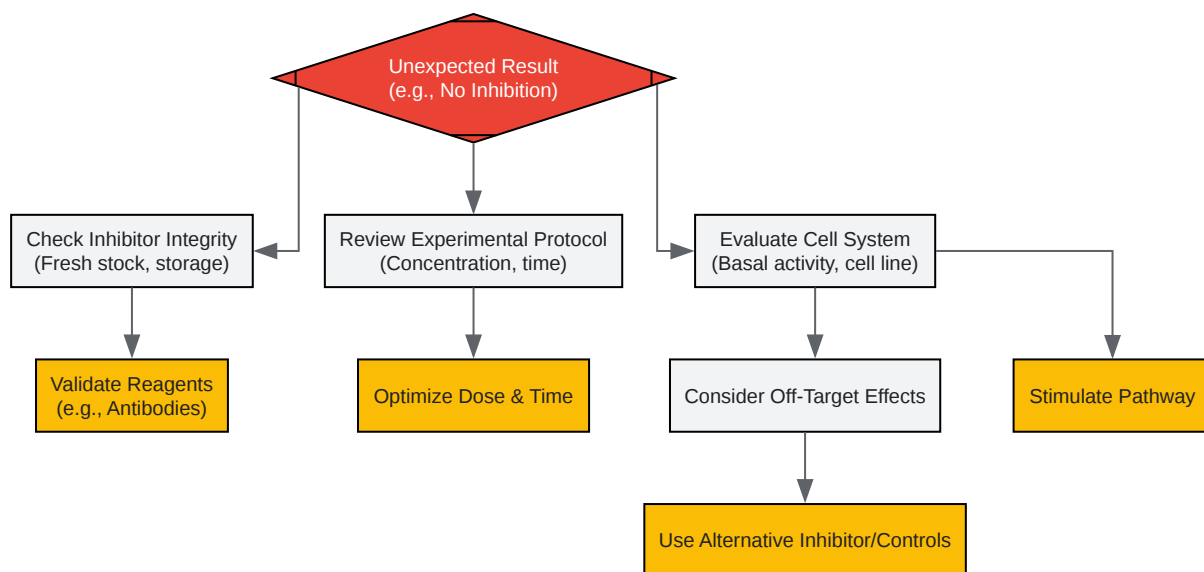 Unexpected Result
(e.g., No Inhibition)
Check Inhibitor Integrity
(Fresh stock, storage)
Review Experimental Protocol
(Concentration, time)
Evaluate Cell System
(Basal activity, cell line)
Validate Reagents
(e.g., Antibodies)
Optimize Dose & Time
Consider Off-Target Effects
Stimulate Pathway
Use Alternative Inhibitor/Controls